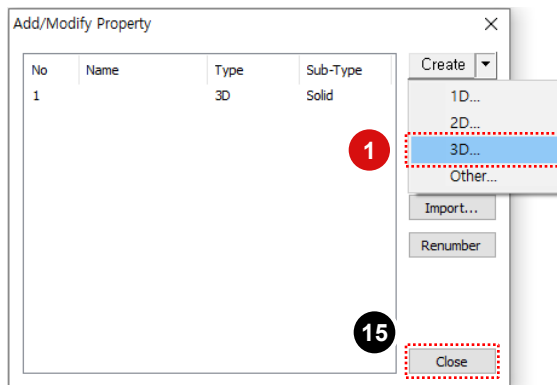 Add/Modify Property
No Name Type Sub-Type
1 3D Solid
Create
1D...
2D...
1
3D...
Other...
Import...
Renumber
15
Close